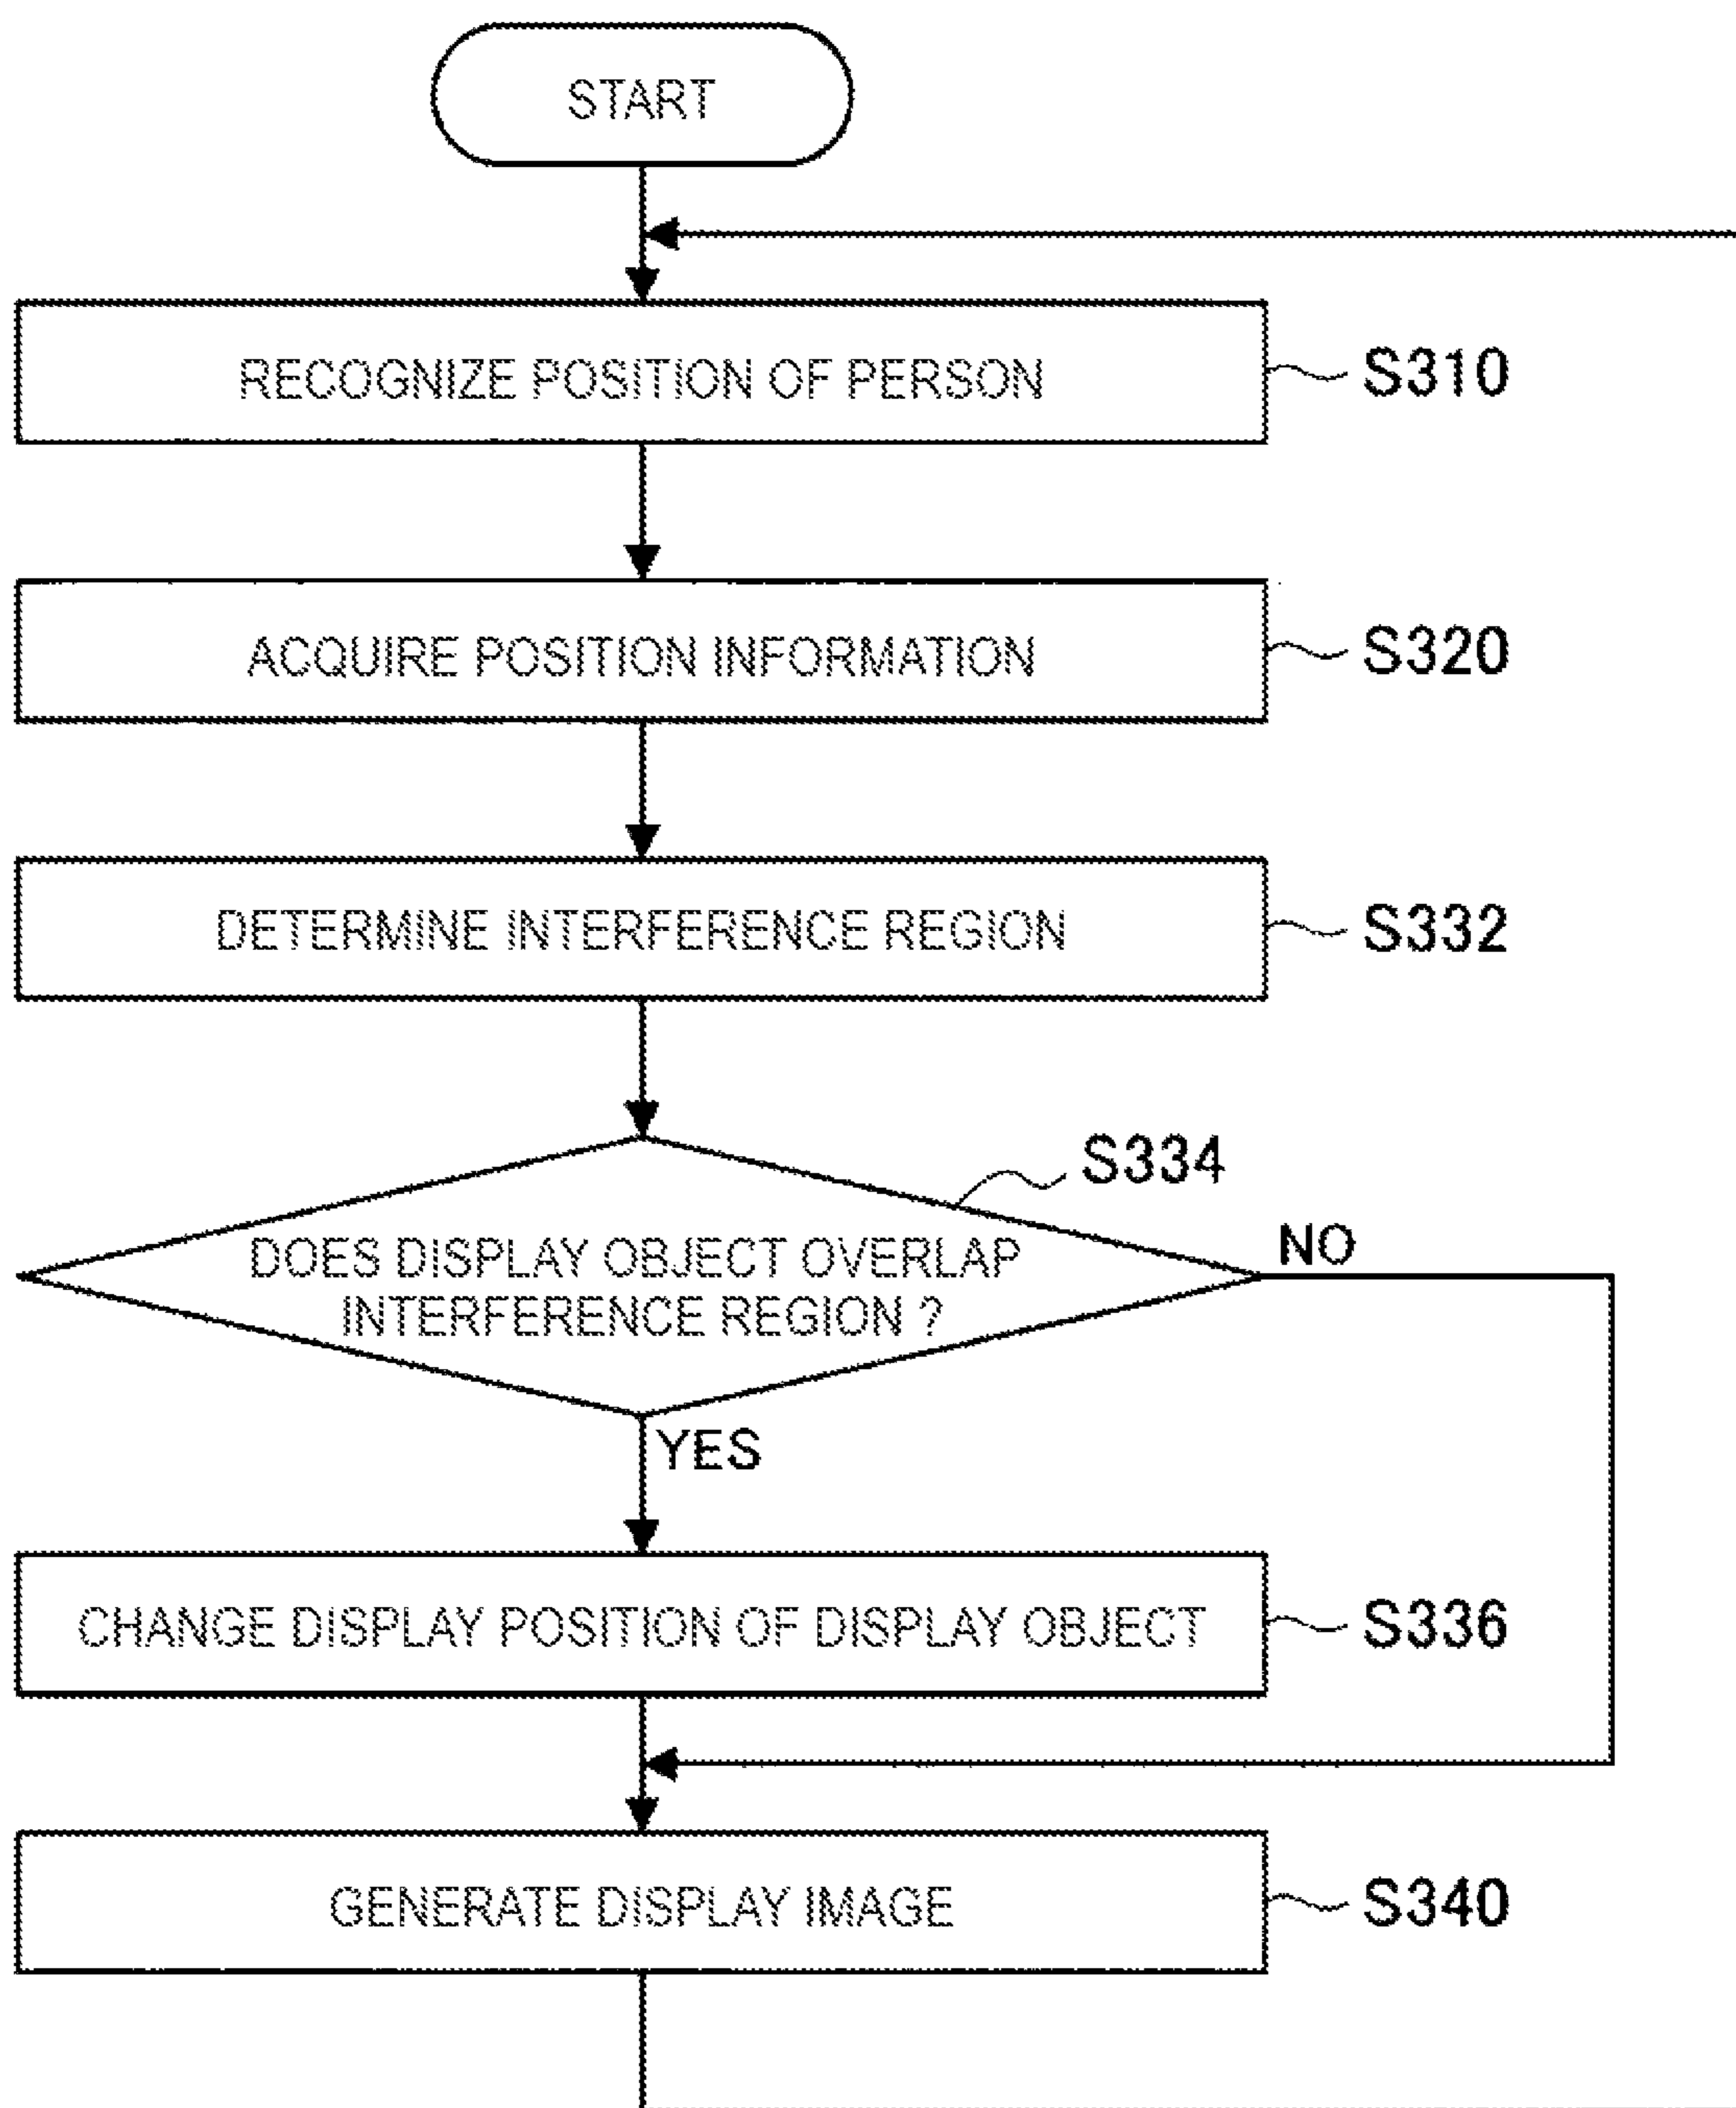 START
RECOGNIZE POSITION OF PERSON
S310
ACQUIRE POSITION INFORMATION
S320
DETERMINE INTERFERENCE REGION
S332
S334
DOES DISPLAY OBJECT OVERLAP
INTERFERENCE REGION ?
NO
YES
CHANGE DISPLAY POSITION OF DISPLAY OBJECT
S336
GENERATE DISPLAY IMAGE
S340